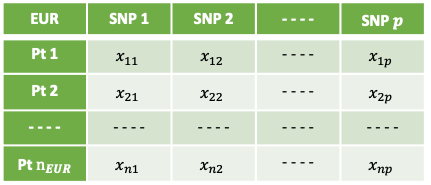 EUR SNP 1 SNP 2 ---- SNP p
Pt 1 x₁₁ x₁₂ ---- x₁ₚ
Pt 2 x₂₁ x₂₂ ---- x₂ₚ
---- ---- ---- ---- ----
Pt n_EUR xₙ₁ xₙ₂ ---- xₙₚ